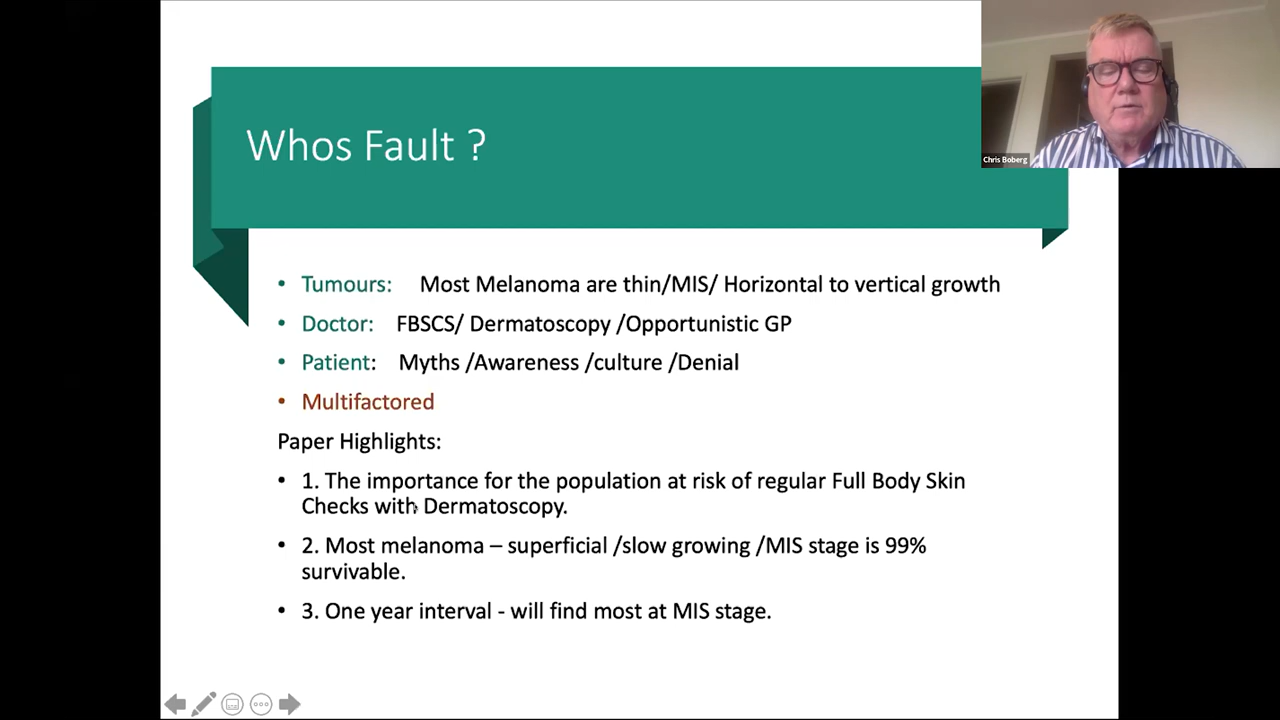 Whos Fault ?
Chris Boberg
• Tumours: Most Melanoma are thin/MIS/ Horizontal to vertical growth
• Doctor: FBSCS/ Dermatoscopy /Opportunistic GP
• Patient: Myths /Awareness /culture /Denial
• Multifactored
Paper Highlights:
• 1. The importance for the population at risk of regular Full Body Skin
Checks with Dermatoscopy.
• 2. Most melanoma – superficial /slow growing /MIS stage is 99%
survivable.
• 3. One year interval - will find most at MIS stage.